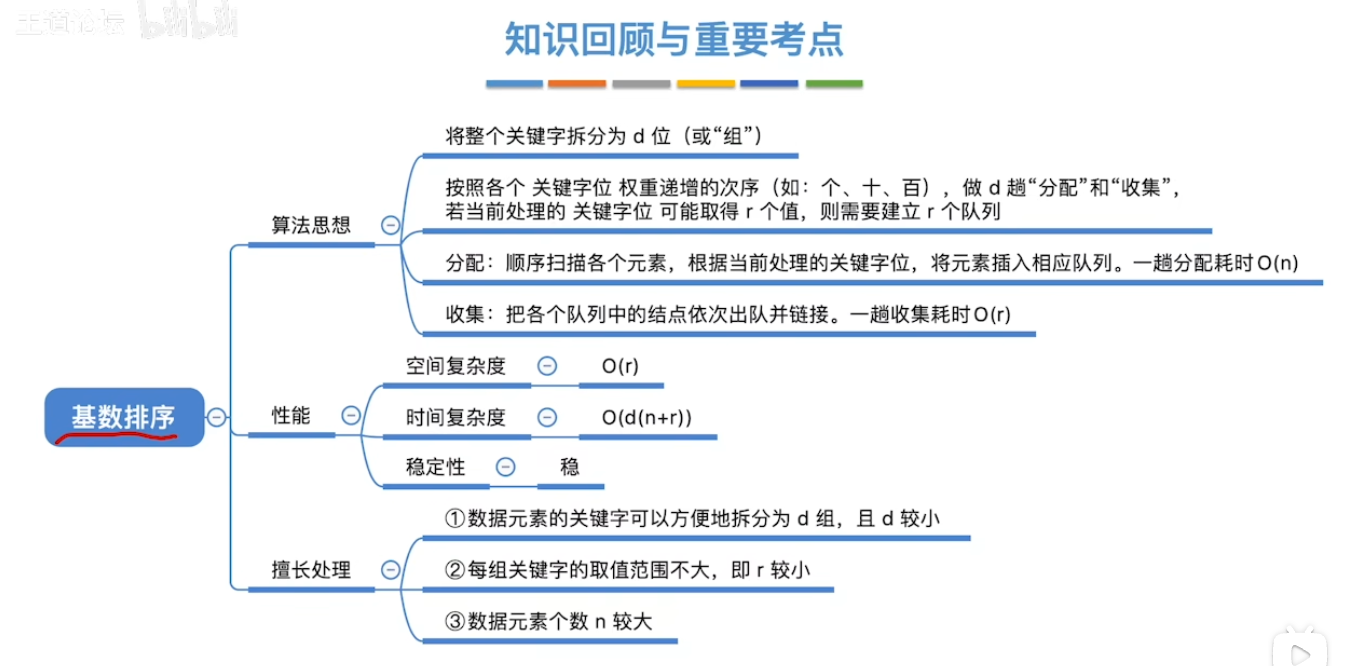 王道论坛 bilibili
知识回顾与重要考点
将整个关键字拆分为 d 位（或“组”）
按照各个 关键字位 权重递增的次序（如：个、十、百），做 d 趟“分配”和“收集”，
若当前处理的 关键字位 可能取得 r 个值，则需要建立 r 个队列
算法思想
分配：顺序扫描各个元素，根据当前处理的关键字位，将元素插入相应队列。一趟分配耗时O(n)
收集：把各个队列中的结点依次出队并链接。一趟收集耗时O(r)
空间复杂度 O(r)
基数排序
性能
时间复杂度 O(d(n+r))
稳定性 稳
①数据元素的关键字可以方便地拆分为 d 组，且 d 较小
擅长处理
②每组关键字的取值范围不大，即 r 较小
③数据元素个数 n 较大